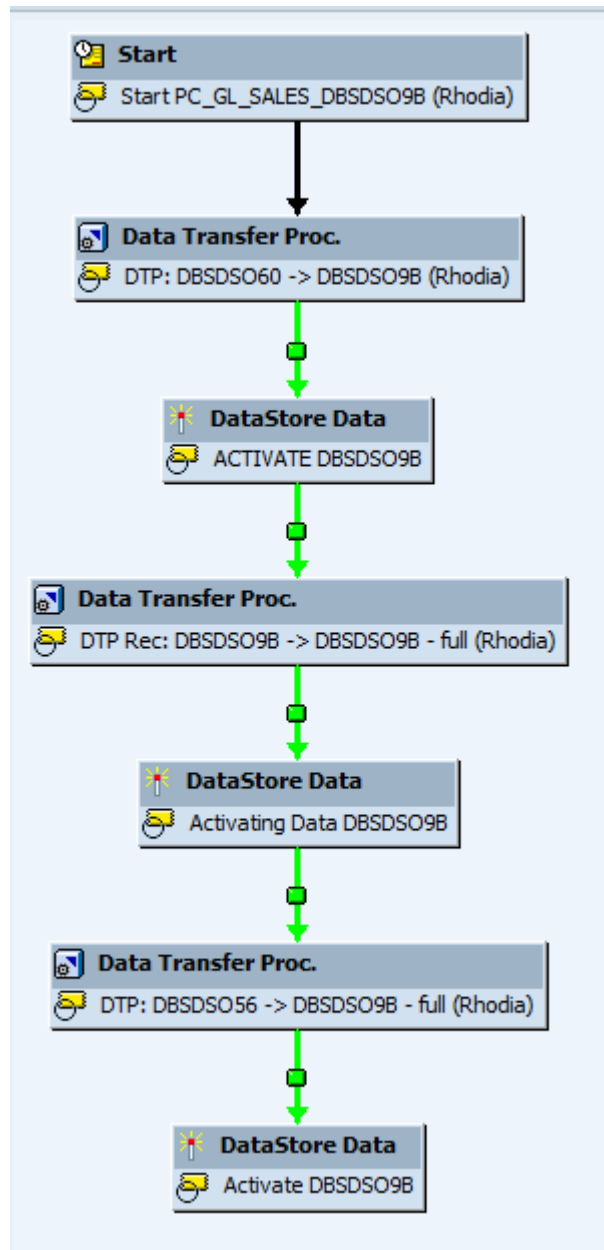 Start
Start PC_GL_SALES_DBSDSO9B (Rhodia)
Data Transfer Proc.
DTP: DBSDSO60 -> DBSDSO9B (Rhodia)
DataStore Data
ACTIVATE DBSDSO9B
Data Transfer Proc.
DTP Rec: DBSDSO9B -> DBSDSO9B - full (Rhodia)
DataStore Data
Activating Data DBSDSO9B
Data Transfer Proc.
DTP: DBSDSO56 -> DBSDSO9B - full (Rhodia)
DataStore Data
Activate DBSDSO9B